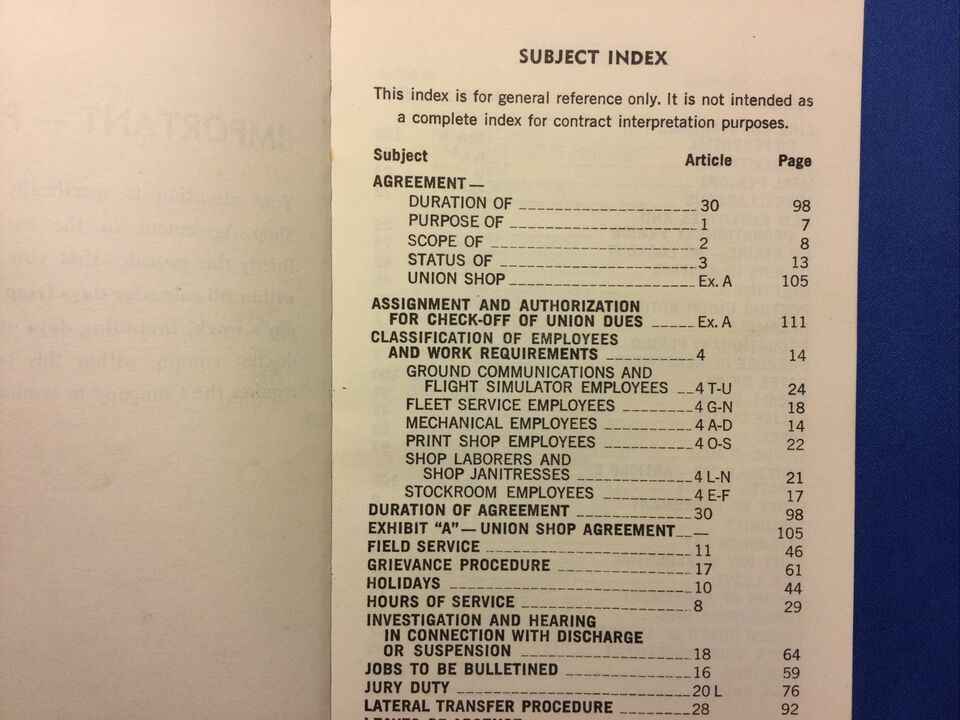 SUBJECT INDEX
This index is for general reference only. It is not intended as
a complete index for contract interpretation purposes.
Subject Article Page
AGREEMENT—
DURATION OF 30 98
PURPOSE OF 1 7
SCOPE OF 2 8
STATUS OF 3 13
UNION SHOP Ex. A 105
ASSIGNMENT AND AUTHORIZATION
FOR CHECK-OFF OF UNION DUES Ex. A 111
CLASSIFICATION OF EMPLOYEES
AND WORK REQUIREMENTS 4 14
GROUND COMMUNICATIONS AND
FLIGHT SIMULATOR EMPLOYEES 4 T-U 24
FLEET SERVICE EMPLOYEES 4 G-N 18
MECHANICAL EMPLOYEES 4 A-D 14
PRINT SHOP EMPLOYEES 4 O-S 22
SHOP LABORERS AND
SHOP JANITRESSES 4 L-N 21
STOCKROOM EMPLOYEES 4 E-F 17
DURATION OF AGREEMENT 30 98
EXHIBIT "A"—UNION SHOP AGREEMENT — 105
FIELD SERVICE 11 46
GRIEVANCE PROCEDURE 17 61
HOLIDAYS 10 44
HOURS OF SERVICE 8 29
INVESTIGATION AND HEARING
IN CONNECTION WITH DISCHARGE
OR SUSPENSION 18 64
JOBS TO BE BULLETINED 16 59
JURY DUTY 20 L 76
LATERAL TRANSFER PROCEDURE 28 92